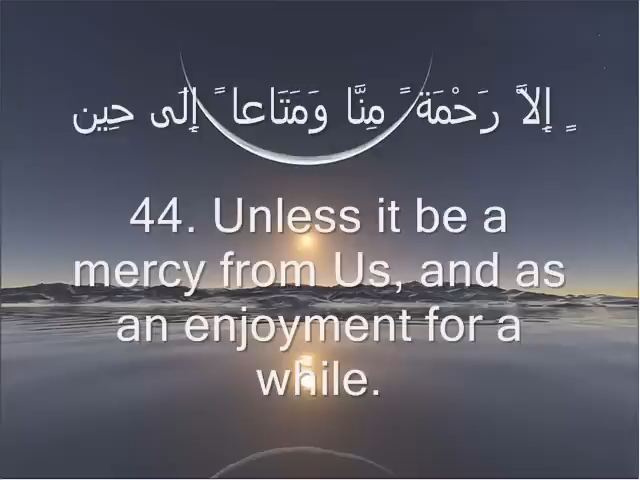 إِلاَّ رَحْمَة ً مِنَّا وَمَتَاعا ً إِلَى حِين ٍ
44. Unless it be a
mercy from Us, and as
an enjoyment for a
while.